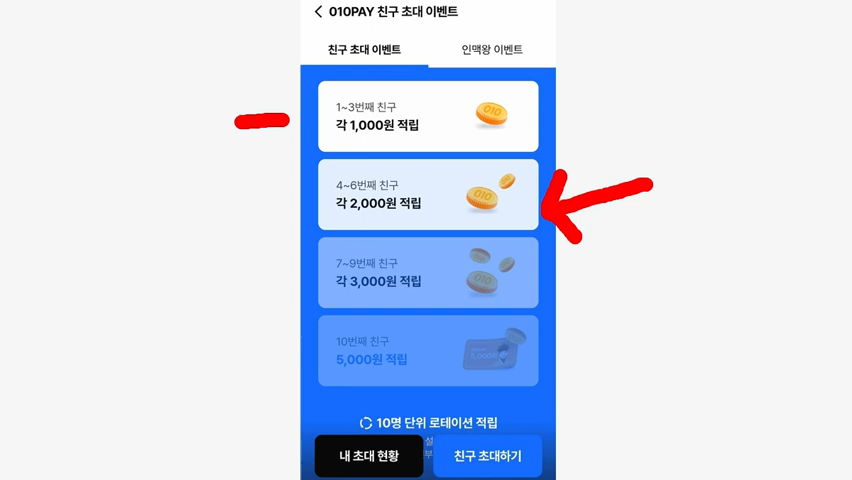 010PAY 친구 초대 이벤트
친구 초대 이벤트
인맥왕 이벤트
1~3번째 친구
각 1,000원 적립
010
4~6번째 친구
각 2,000원 적립
010
7~9번째 친구
각 3,000원 적립
010
10번째 친구
5,000원 적립
10명 단위 로테이션 적립
내 초대 현황
친구 초대하기